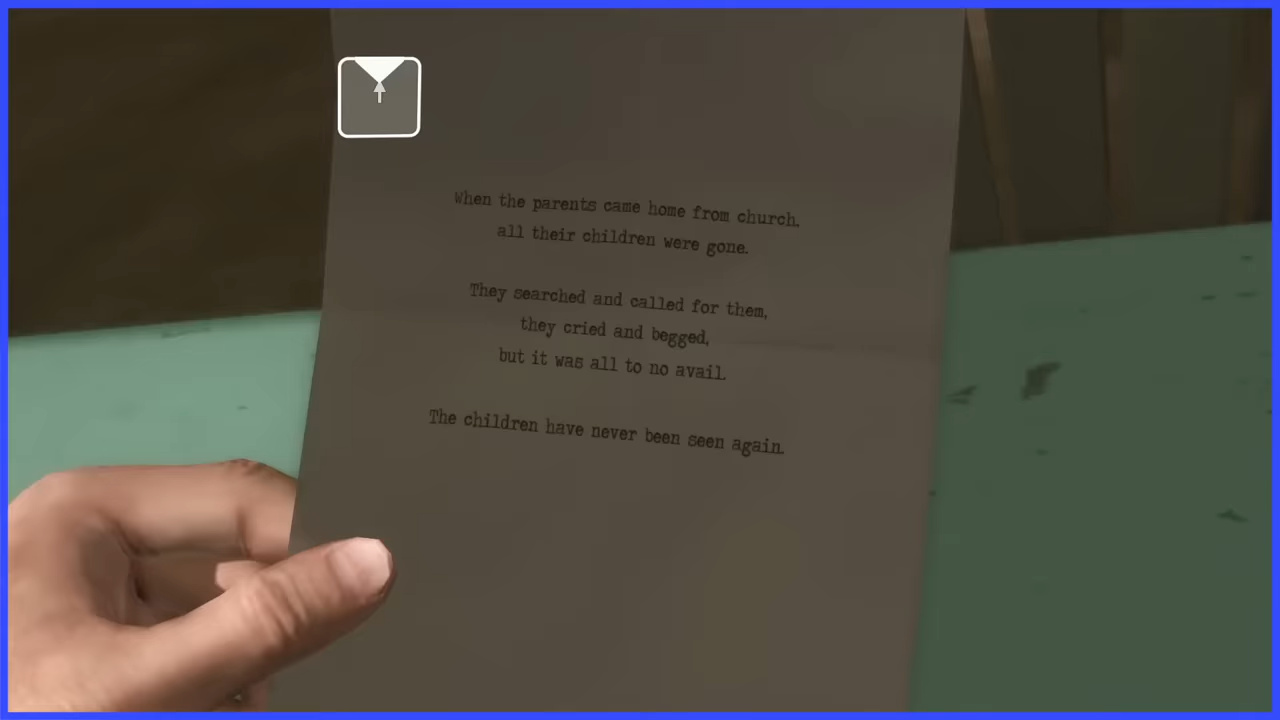 When the parents came home from church,
all their children were gone.
They searched and called for them,
they cried and begged,
but it was all to no avail.
The children have never been seen again.